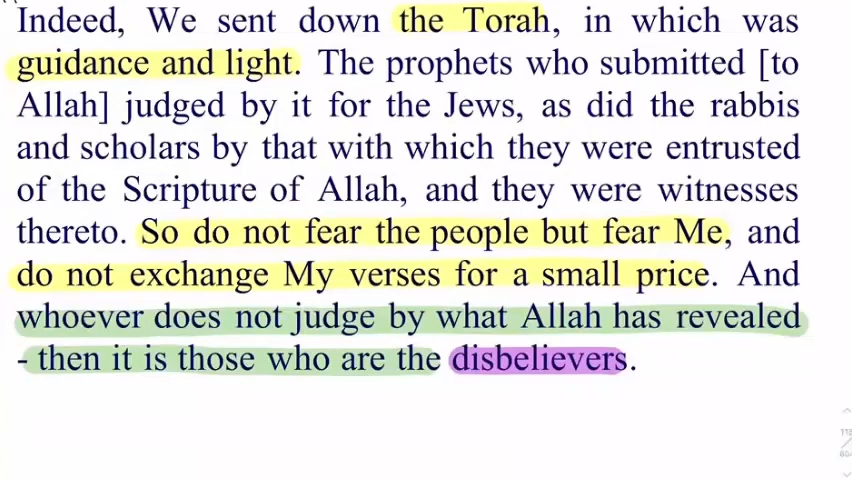 Indeed, We sent down the Torah, in which was
guidance and light. The prophets who submitted [to
Allah] judged by it for the Jews, as did the rabbis
and scholars by that with which they were entrusted
of the Scripture of Allah, and they were witnesses
thereto. So do not fear the people but fear Me, and
do not exchange My verses for a small price. And
whoever does not judge by what Allah has revealed
- then it is those who are the disbelievers.